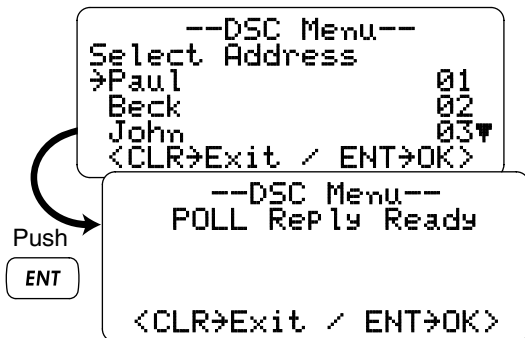 --DSC Menu--
Select Address
→Paul 01
Beck 02
John 03▼
<CLR→Exit / ENT→OK>
--DSC Menu--
POLL Reply Ready
<CLR→Exit / ENT→OK>
Push
ENT